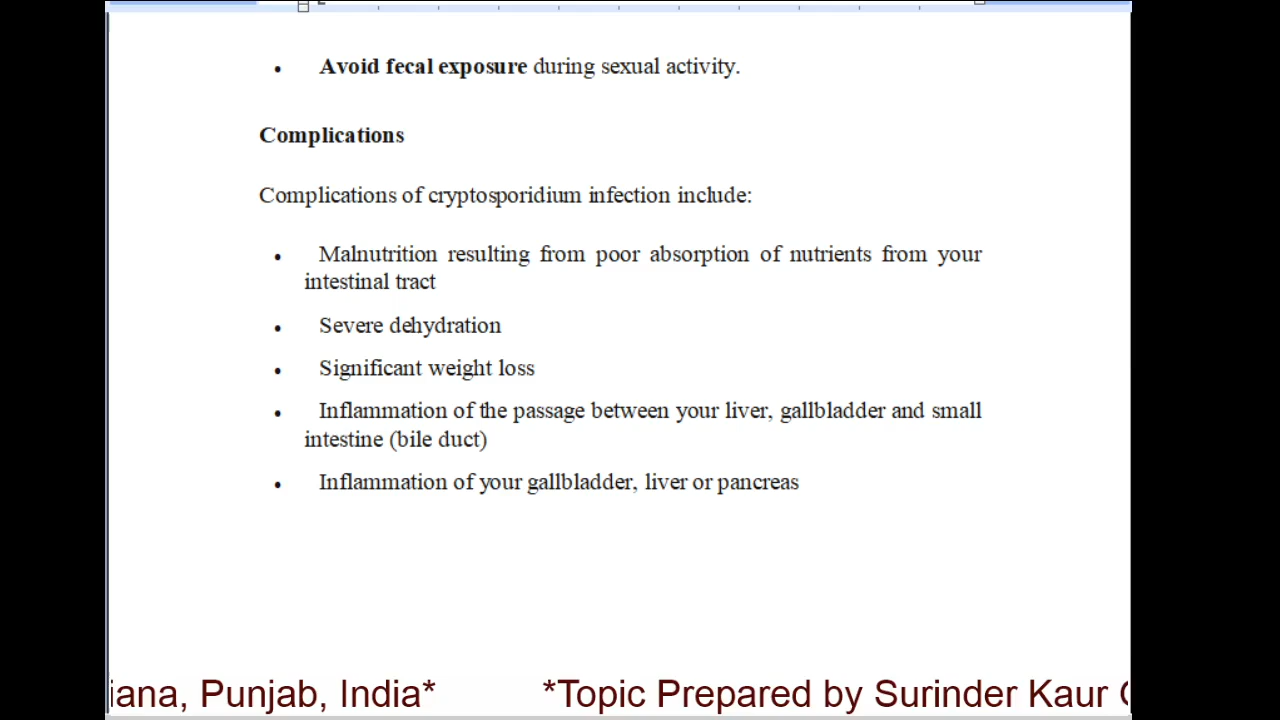 • Avoid fecal exposure during sexual activity.
Complications
Complications of cryptosporidium infection include:
• Malnutrition resulting from poor absorption of nutrients from your
intestinal tract
• Severe dehydration
• Significant weight loss
• Inflammation of the passage between your liver, gallbladder and small
intestine (bile duct)
• Inflammation of your gallbladder, liver or pancreas
iana, Punjab, India* *Topic Prepared by Surinder Kaur